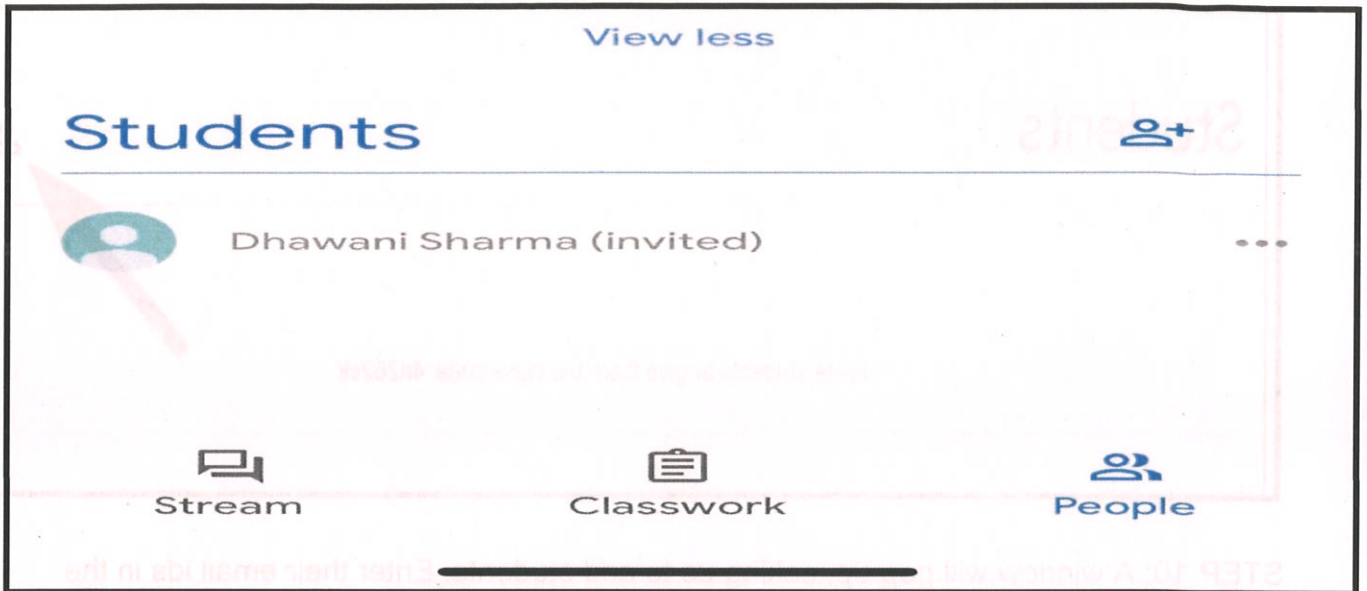 View less
Students
Dhawani Sharma (invited)
Stream
Classwork
People